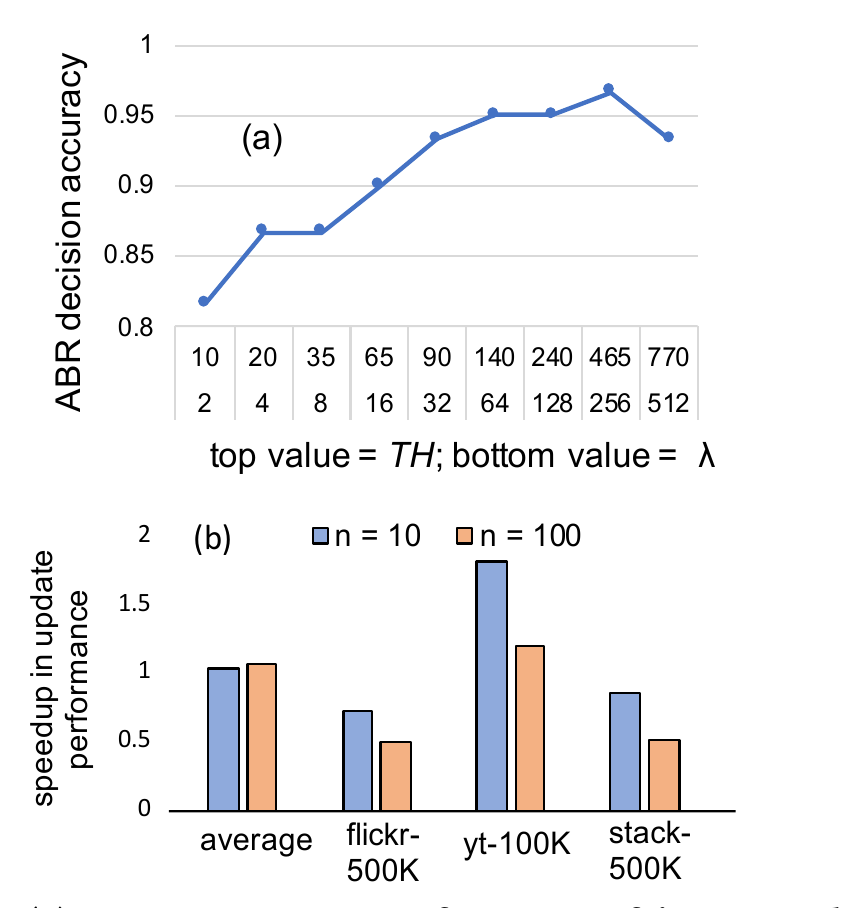 1
0.95
0.9
0.85
0.8
ABR decision accuracy
(a)
10 20 35 65 90 140 240 465 770
2 4 8 16 32 64 128 256 512
top value = TH; bottom value = λ
(b)
n = 10 n = 100
2
1.5
1
0.5
0
speedup in update
performance
average
flickr-
500K
yt-100K
stack-
500K